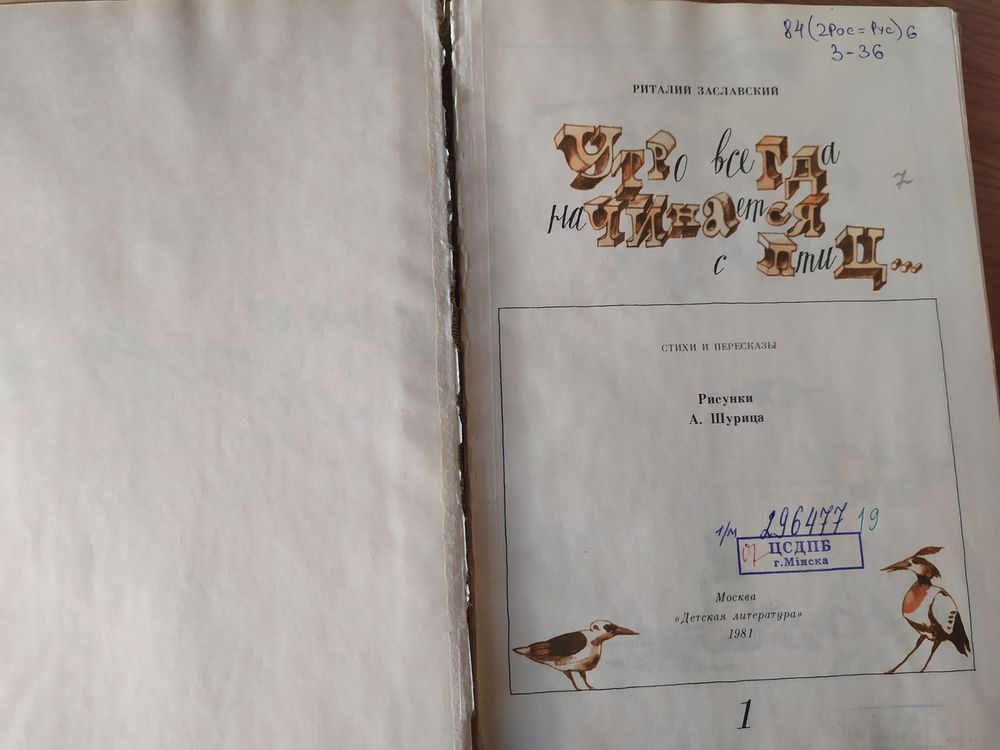 84(2Рос=Рус)6
З-36
РИТАЛИЙ ЗАСЛАВСКИЙ
Утро всегда
начинается
с птиц...
7
СТИХИ И ПЕРЕСКАЗЫ
Рисунки
А. Шурица
1/м 296477 19
07 ЦСДПБ
г.Мінска
Москва
«Детская литература»
1981
1